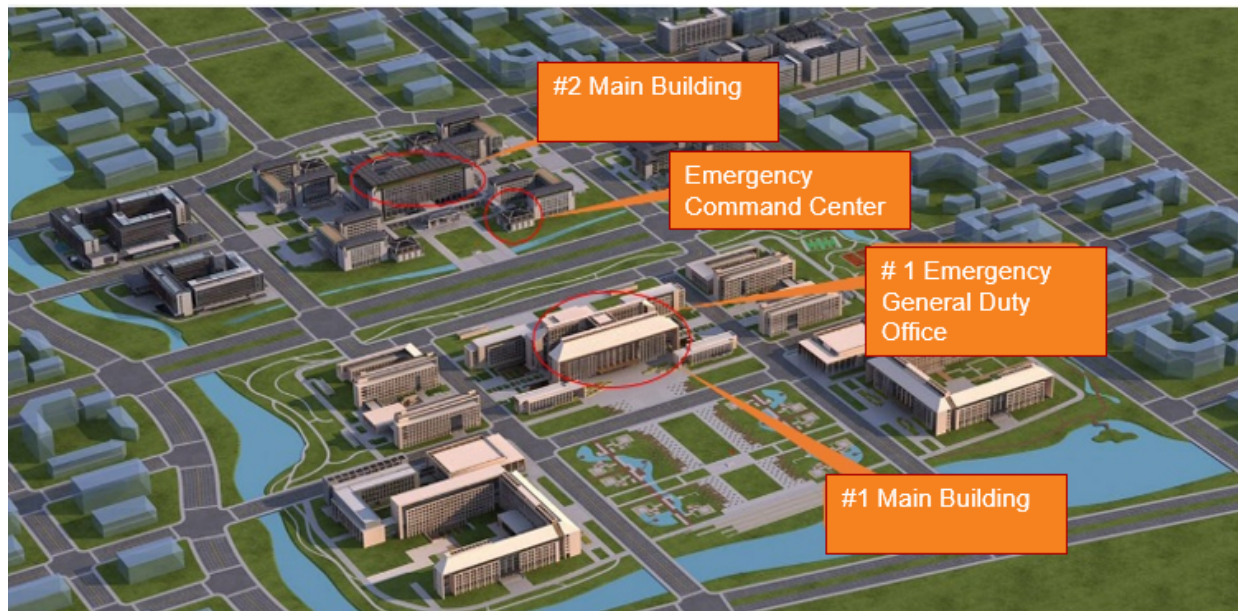 #2 Main Building
Emergency
Command Center
# 1 Emergency
General Duty
Office
#1 Main Building